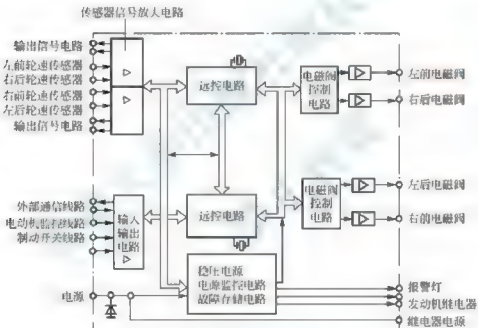 传感器信号放大电路
输出信号电路
左前轮速传感器
右后轮速传感器
右前轮速传感器
左后轮速传感器
输出信号电路
运控电路
电磁阀
控制
电路
左前电磁阀
右后电磁阀
外部通信线路
电动机监控线路
制动开关线路
输入
输出
电路
运控电路
电磁阀
控制
电路
左后电磁阀
右前电磁阀
电源
稳压电源
电源监控电路
故障存储电路
报警灯
发动机继电器
继电器电源